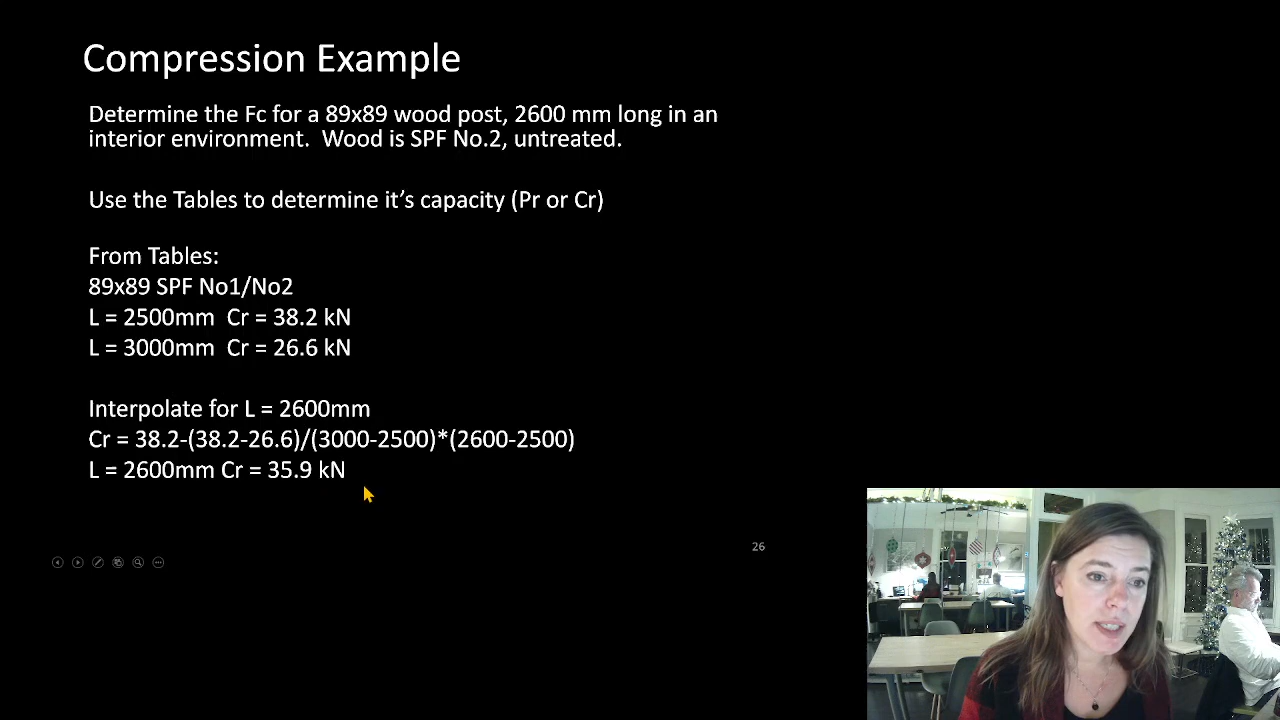 Compression Example
Determine the Fc for a 89x89 wood post, 2600 mm long in an
interior environment.  Wood is SPF No.2, untreated.
Use the Tables to determine it’s capacity (Pr or Cr)
From Tables:
89x89 SPF No1/No2
L = 2500mm  Cr = 38.2 kN
L = 3000mm  Cr = 26.6 kN
Interpolate for L = 2600mm
Cr = 38.2-(38.2-26.6)/(3000-2500)*(2600-2500)
L = 2600mm Cr = 35.9 kN
26